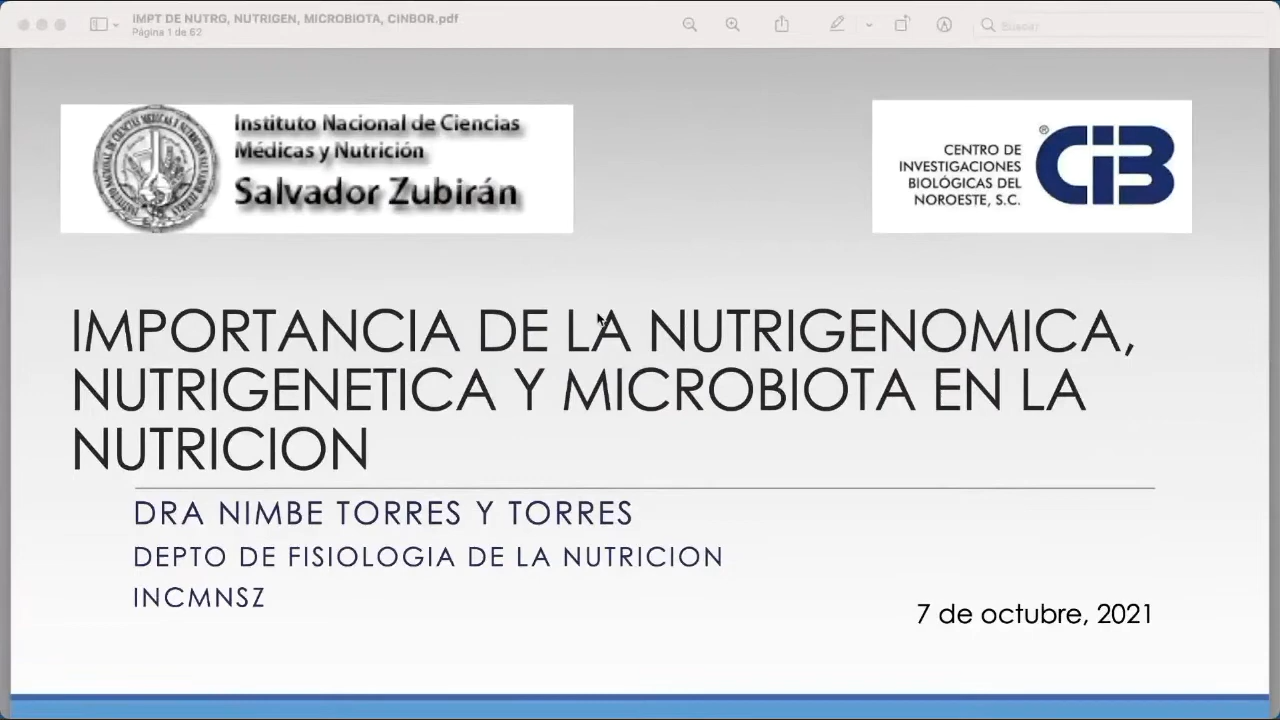 IMPT DE NUTRG, NUTRIGEN, MICROBIOTA, CINBOR.pdf
Página 1 de 62
Buscar
Instituto Nacional de Ciencias
Médicas y Nutrición
Salvador Zubirán
CENTRO DE
INVESTIGACIONES
BIOLÓGICAS DEL
NOROESTE, S.C.
® CiB
IMPORTANCIA DE LA NUTRIGENOMICA,
NUTRIGENETICA Y MICROBIOTA EN LA
NUTRICION
DRA NIMBE TORRES Y TORRES
DEPTO DE FISIOLOGIA DE LA NUTRICION
INCMNSZ
7 de octubre, 2021